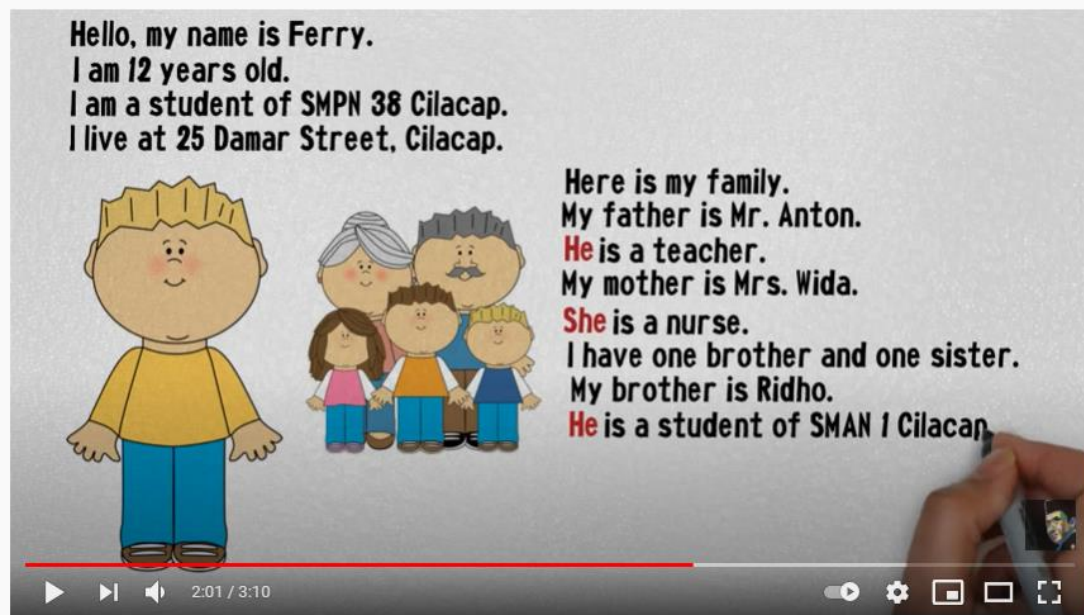 Hello, my name is Ferry.
I am 12 years old.
I am a student of SMPN 38 Cilacap.
I live at 25 Damar Street, Cilacap.
Here is my family.
My father is Mr. Anton.
He is a teacher.
My mother is Mrs. Wida.
She is a nurse.
I have one brother and one sister.
My brother is Ridho.
He is a student of SMAN 1 Cilacap
2:01 / 3:10